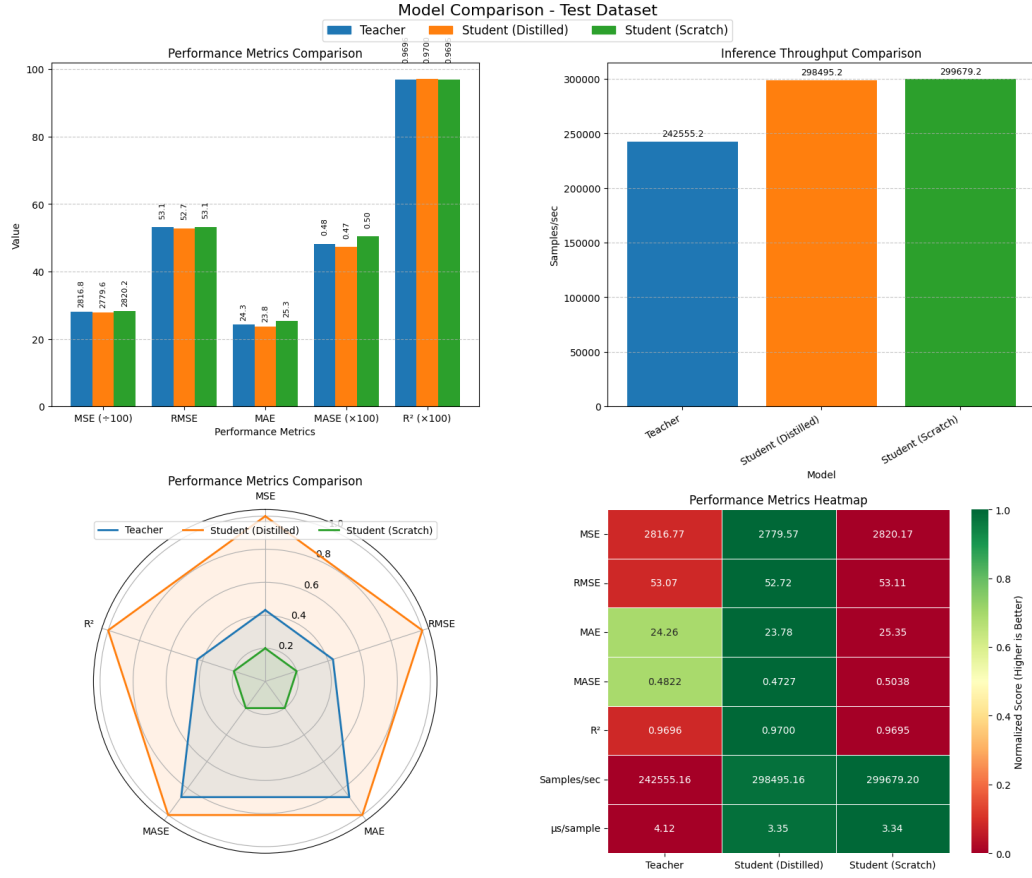 Model Comparison - Test Dataset
Teacher Student (Distilled) Student (Scratch)
Performance Metrics Comparison
Value
100
80
60
40
20
0
2816.8 2779.6 2820.2
53.1 52.7 53.1
24.3 23.8 25.3
0.48 0.47 0.50
0.9696 0.9700 0.9695
MSE (÷100) RMSE MAE MASE (×100) R² (×100)
Performance Metrics
Inference Throughput Comparison
Samples/sec
300000
250000
200000
150000
100000
50000
0
242555.2 298495.2 299679.2
Teacher Student (Distilled) Student (Scratch)
Model
Performance Metrics Comparison
MSE
Teacher Student (Distilled) Student (Scratch)
1.0
0.8
0.6
0.4
0.2
R² RMSE
MASE MAE
Performance Metrics Heatmap
MSE 2816.77 2779.57 2820.17
RMSE 53.07 52.72 53.11
MAE 24.26 23.78 25.35
MASE 0.4822 0.4727 0.5038
R² 0.9696 0.9700 0.9695
Samples/sec 242555.16 298495.16 299679.20
µs/sample 4.12 3.35 3.34
Teacher Student (Distilled) Student (Scratch)
1.0
0.8
0.6
0.4
0.2
0.0
Normalized Score (Higher is Better)